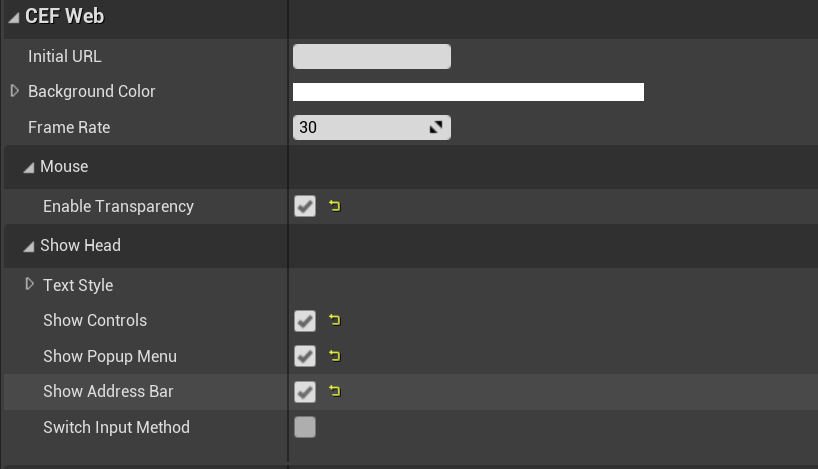 CEF Web
Initial URL
Background Color
Frame Rate 30
Mouse
Enable Transparency
Show Head
Text Style
Show Controls
Show Popup Menu
Show Address Bar
Switch Input Method